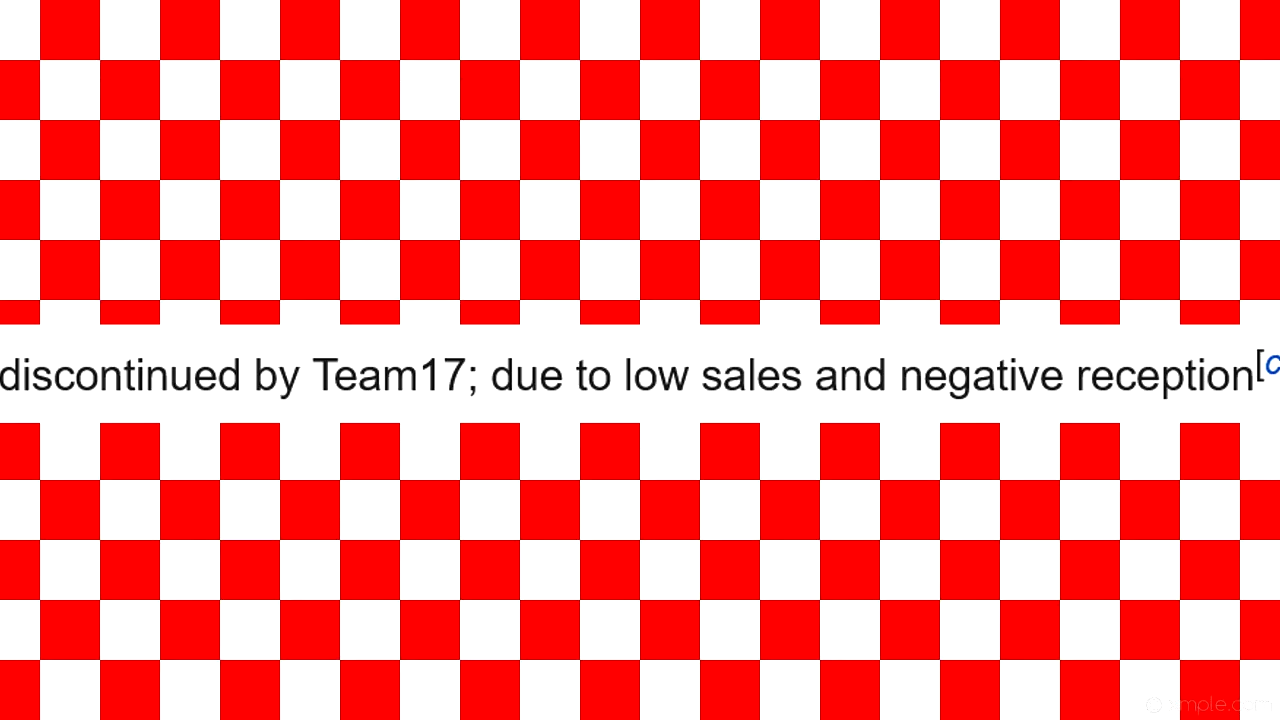 discontinued by Team17; due to low sales and negative reception[c